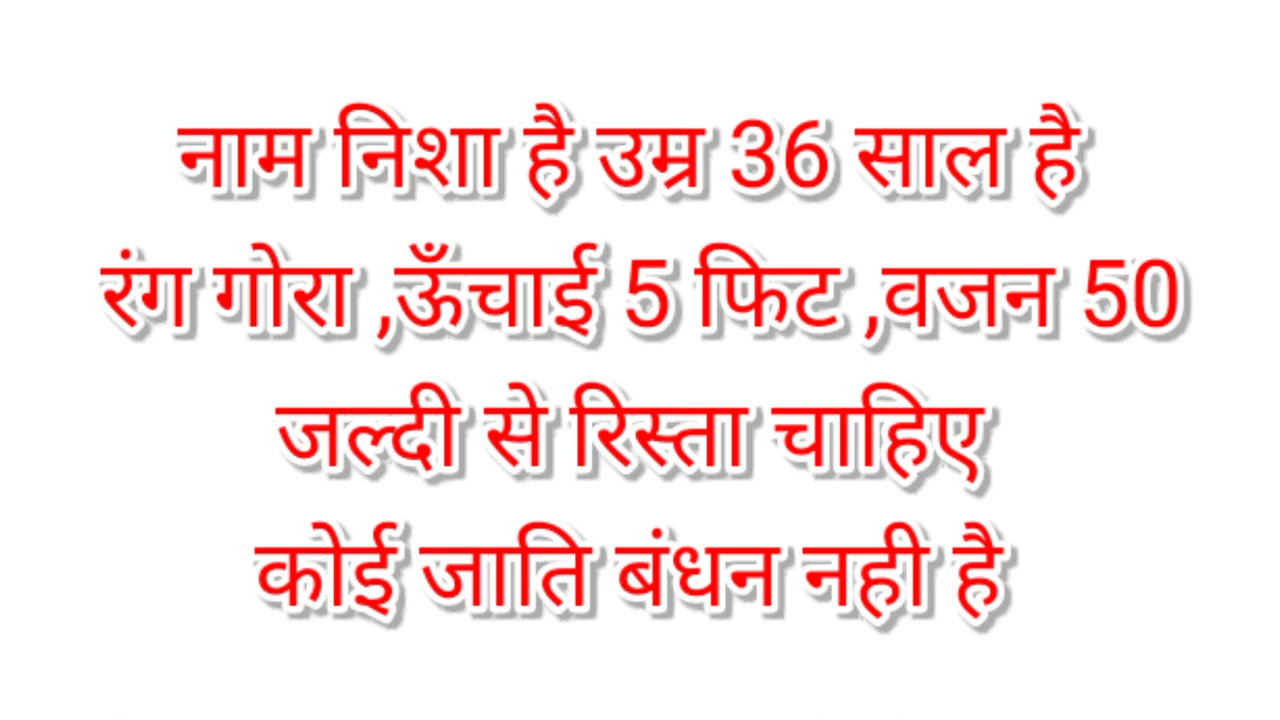 नाम निशा है उम्र 36 साल है
रंग गोरा ,ऊँचाई 5 फिट ,वजन 50
जल्दी से रिस्ता चाहिए
कोई जाति बंधन नही है